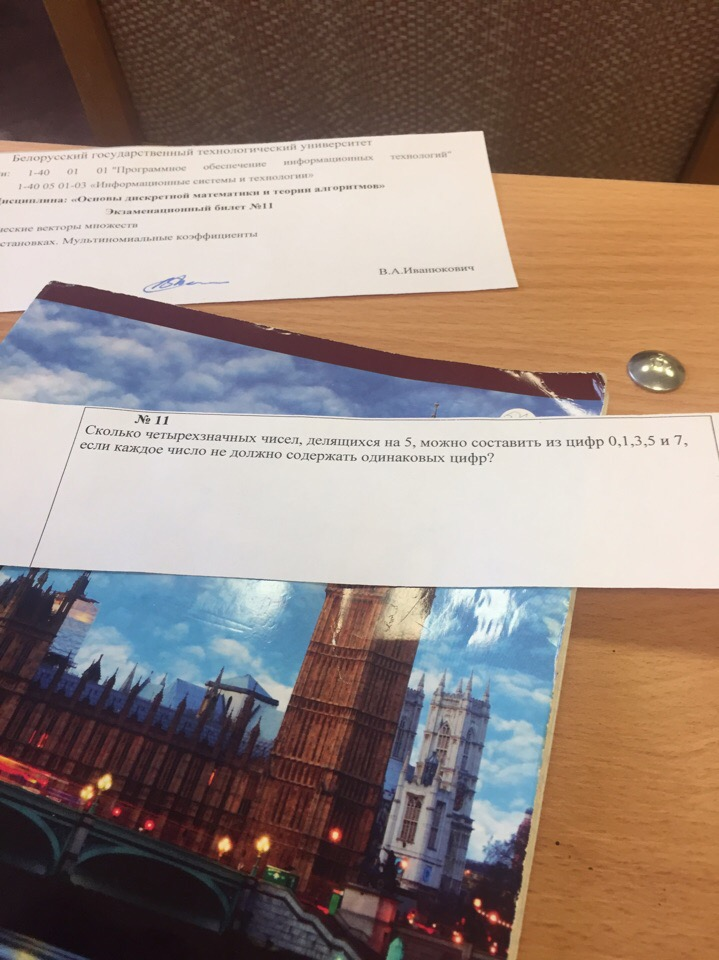 Белорусский государственный технологический университет
1-40 01 01 "Программное обеспечение информационных технологий"
1-40 05 01-03 «Информационные системы и технологии»
дисциплина: «Основы дискретной математики и теории алгоритмов»
Экзаменационный билет №11
векторы множеств
Мультиномиальные коэффициенты
В.А.Иванюкович
№ 11
Сколько четырехзначных чисел, делящихся на 5, можно составить из цифр 0,1,3,5 и 7,
если каждое число не должно содержать одинаковых цифр?